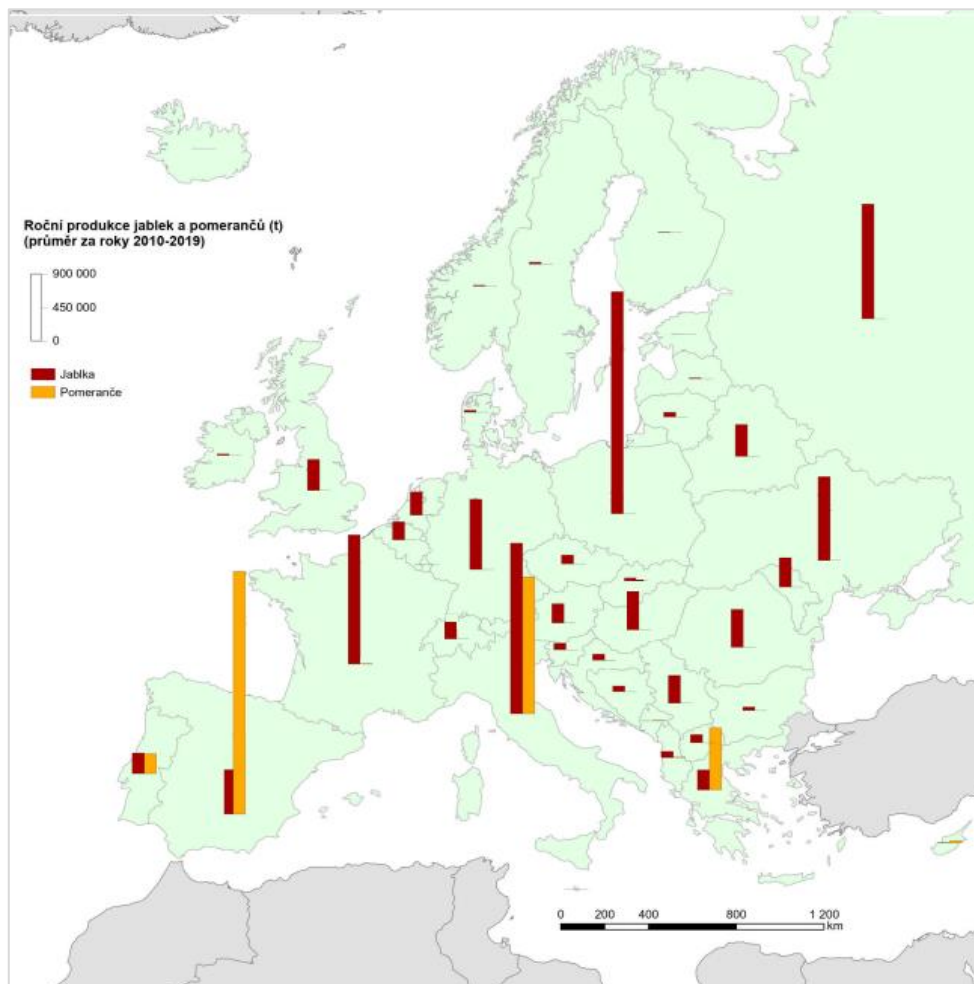 Roční produkce jablek a pomerančů (t)
(průměr za roky 2010-2019)
900 000
450 000
0
Jablka
Pomeranče
0 200 400 800 1 200
km